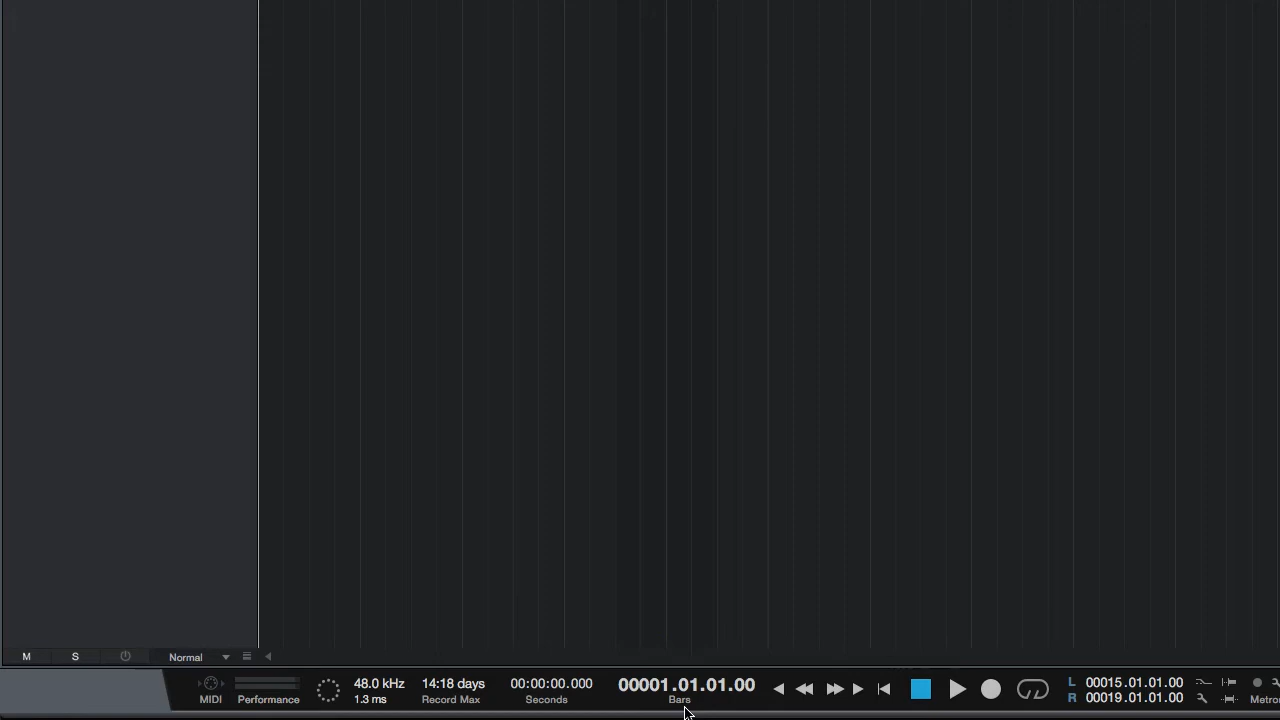 M S Normal
48.0 kHz 14:18 days 00:00:00.000 00001.01.01.00 L 00015.01.01.00
MIDI Performance 1.3 ms Record Max Seconds Bars R 00019.01.01.00 Metro